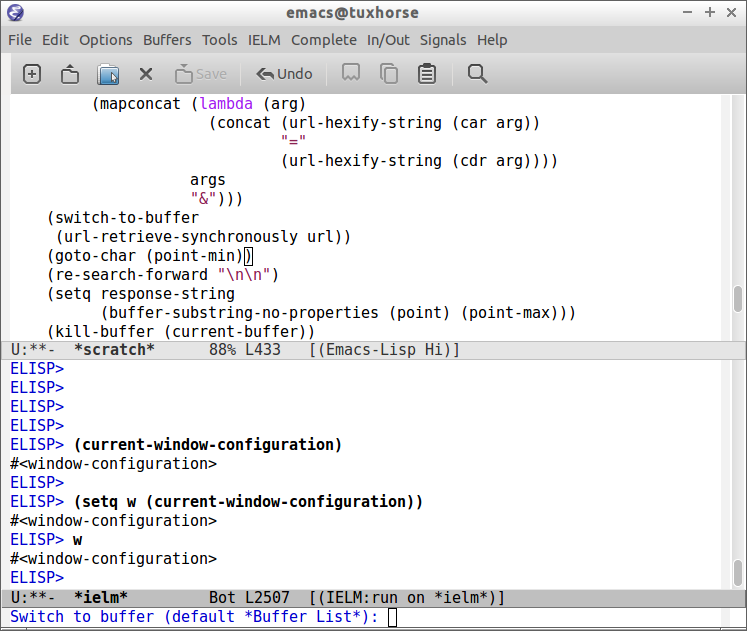 emacs@tuxhorse
File Edit Options Buffers Tools IELM Complete In/Out Signals Help
Save Undo
(mapconcat (lambda (arg)
(concat (url-hexify-string (car arg))
"="
(url-hexify-string (cdr arg))))
args
"&")))
(switch-to-buffer
(url-retrieve-synchronously url))
(goto-char (point-min))
(re-search-forward "\n\n")
(setq response-string
(buffer-substring-no-properties (point) (point-max)))
(kill-buffer (current-buffer))
U:**-  *scratch*      88% L433   [(Emacs-Lisp Hi)]
ELISP>
ELISP>
ELISP>
ELISP>
ELISP> (current-window-configuration)
#<window-configuration>
ELISP>
ELISP> (setq w (current-window-configuration))
#<window-configuration>
ELISP> w
#<window-configuration>
ELISP>
U:**-  *ielm*         Bot L2507  [(IELM:run on *ielm*)]
Switch to buffer (default *Buffer List*):